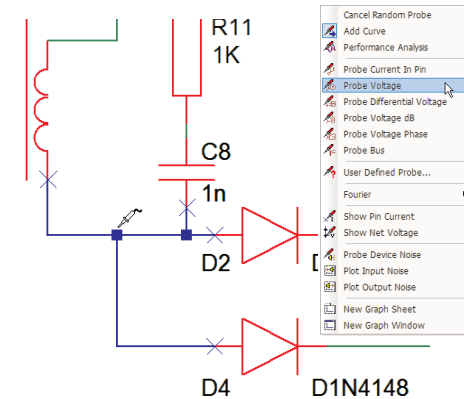 R11
1K
C8
1n
D2
D
D4
D1N4148
Cancel Random Probe
Add Curve
Performance Analysis
Probe Current In Pin
Probe Voltage
Probe Differential Voltage
Probe Voltage dB
Probe Voltage Phase
Probe Bus
User Defined Probe...
Fourier
Show Pin Current
Show Net Voltage
Probe Device Noise
Plot Input Noise
Plot Output Noise
New Graph Sheet
New Graph Window